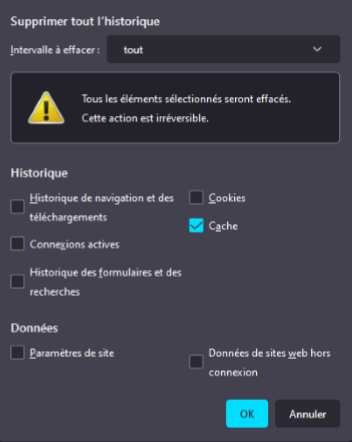 Supprimer tout l’historique
Intervalle à effacer : tout
Tous les éléments sélectionnés seront effacés.
Cette action est irréversible.
Historique
Historique de navigation et des
téléchargements
Cookies
Cache
Connexions actives
Historique des formulaires et des
recherches
Données
Paramètres de site
Données de sites web hors
connexion
OK Annuler